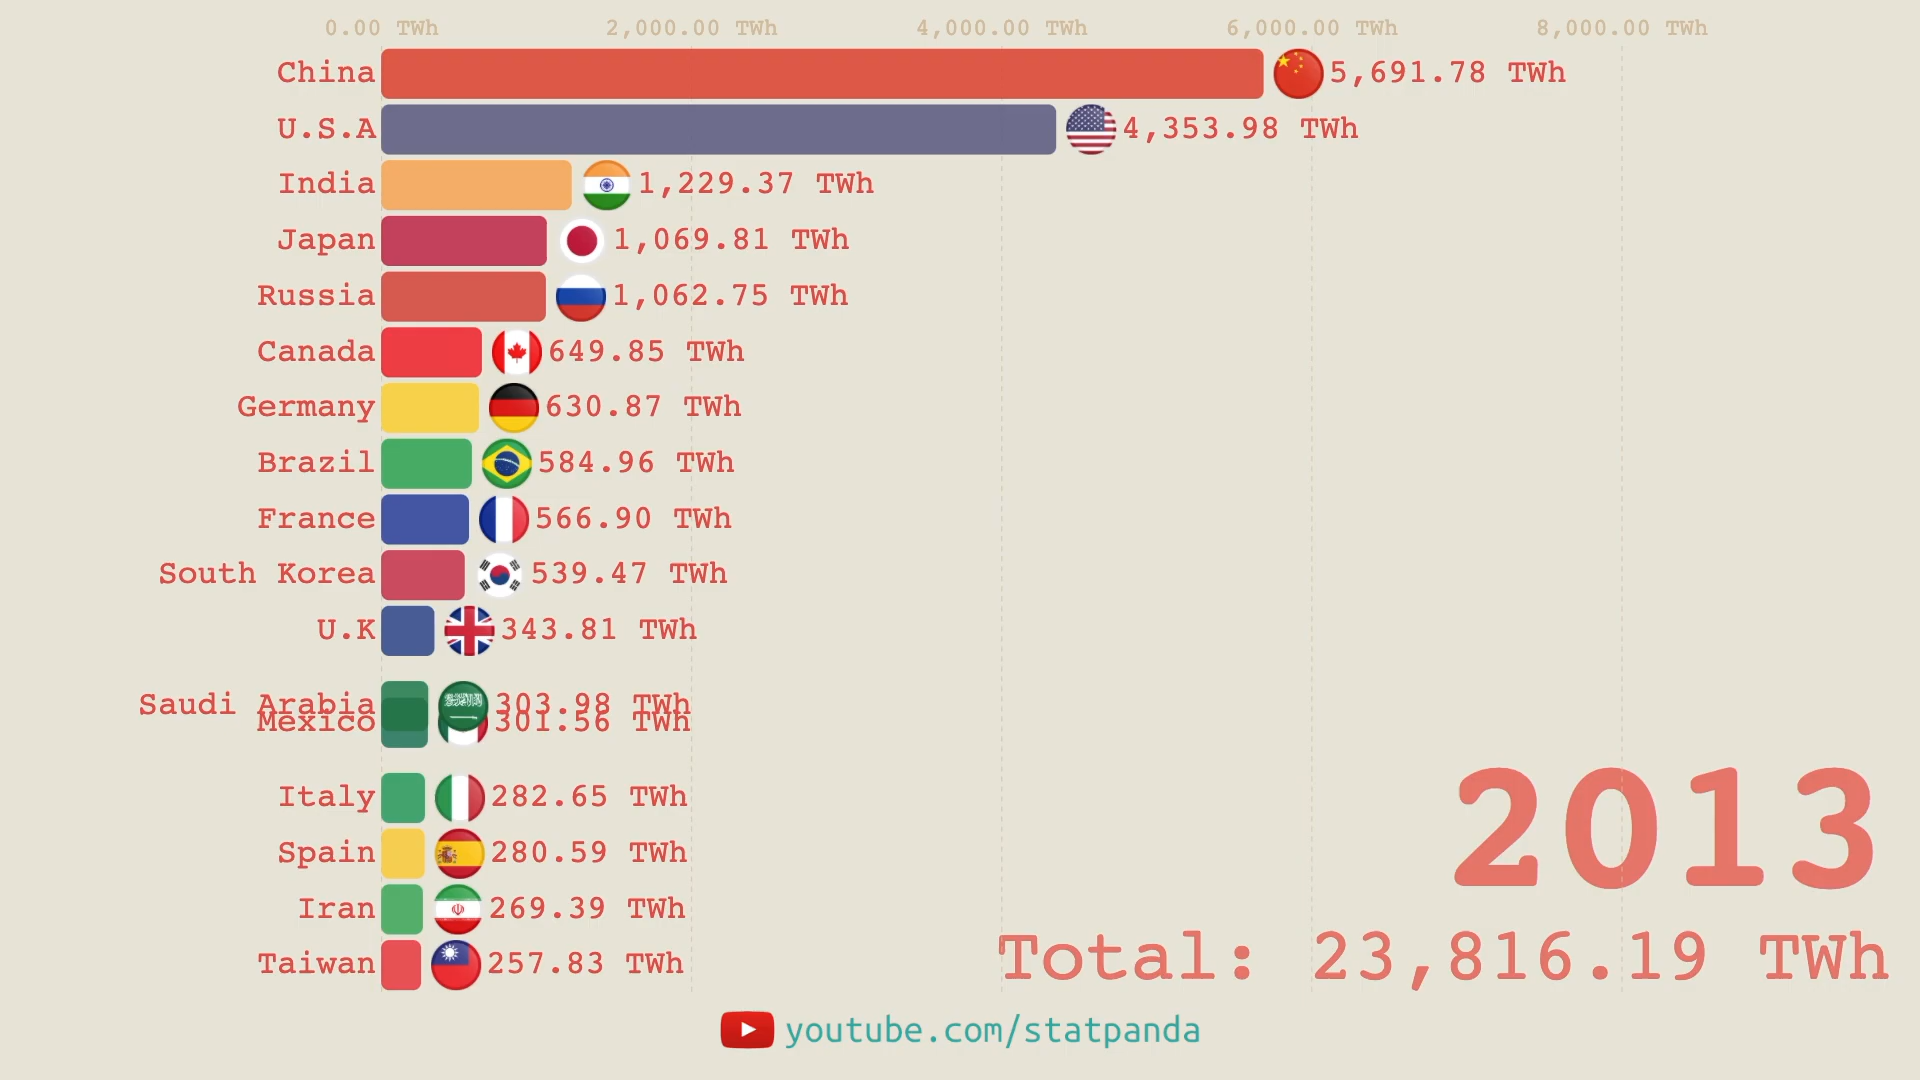 0.00 TWh 2,000.00 TWh 4,000.00 TWh 6,000.00 TWh 8,000.00 TWh
China 5,691.78 TWh
U.S.A 4,353.98 TWh
India 1,229.37 TWh
Japan 1,069.81 TWh
Russia 1,062.75 TWh
Canada 649.85 TWh
Germany 630.87 TWh
Brazil 584.96 TWh
France 566.90 TWh
South Korea 539.47 TWh
U.K 343.81 TWh
Saudi Arabia 303.98 TWh
Mexico 301.56 TWh
Italy 282.65 TWh
Spain 280.59 TWh
Iran 269.39 TWh
Taiwan 257.83 TWh
2013
Total: 23,816.19 TWh
youtube.com/statpanda